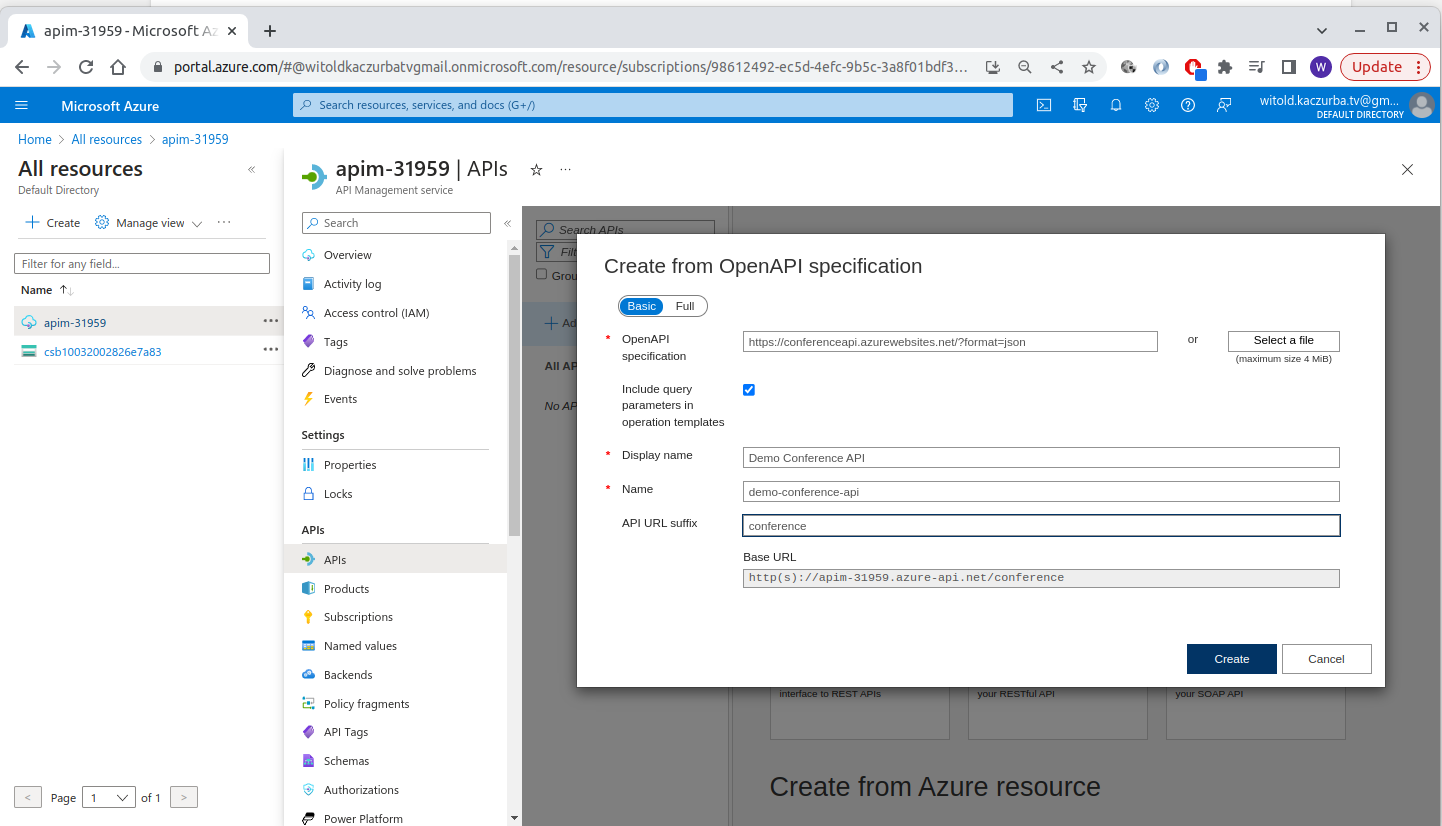 apim-31959 - Microsoft Az
portal.azure.com/#@witoldkaczurbatvgmail.onmicrosoft.com/resource/subscriptions/98612492-ec5d-4efc-9b5c-3a8f01bdf3...
W
Update
Microsoft Azure
Search resources, services, and docs (G+/)
witold.kaczurba.tv@gm...
DEFAULT DIRECTORY
Home > All resources > apim-31959
All resources
Default Directory
Create
Manage view
Filter for any field...
Name
apim-31959
csb10032002826e7a83
< Page 1 of 1 >
apim-31959 | APIs
API Management service
Search
Overview
Activity log
Access control (IAM)
Tags
Diagnose and solve problems
Events
Settings
Properties
Locks
APIs
APIs
Products
Subscriptions
Named values
Backends
Policy fragments
API Tags
Schemas
Authorizations
Power Platform
Search APIs
Filt
Grou
Ad
All AP
No AP
Create from OpenAPI specification
Basic Full
* OpenAPI
specification
https://conferenceapi.azurewebsites.net/?format=json
or
Select a file
(maximum size 4 MiB)
Include query
parameters in
operation templates
* Display name
Demo Conference API
* Name
demo-conference-api
API URL suffix
conference
Base URL
http(s)://apim-31959.azure-api.net/conference
Create
Cancel
interface to REST APIs
your RESTful API
your SOAP API
Create from Azure resource